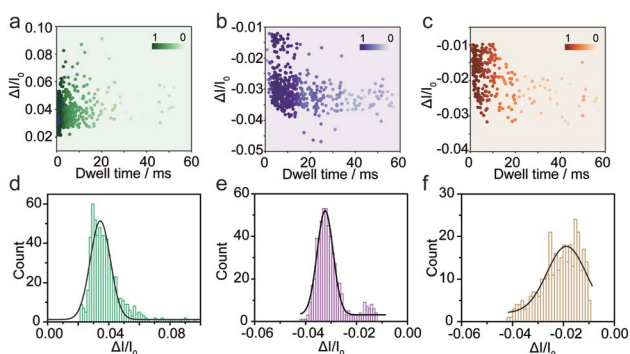 a
b
c
0.10
0.08
0.06
0.04
0.02
ΔI/I₀
1 0
0 20 40 60
Dwell time / ms
-0.01
-0.02
-0.03
-0.04
-0.05
ΔI/I₀
1 0
0 20 40 60
Dwell time / ms
-0.01
-0.02
-0.03
-0.04
ΔI/I₀
1 0
0 20 40 60
Dwell time / ms
d
e
f
60
40
20
0
Count
0.00 0.04 0.08
ΔI/I₀
60
40
20
0
Count
-0.06 -0.04 -0.02 0.00
ΔI/I₀
30
20
10
0
Count
-0.06 -0.04 -0.02 0.00
ΔI/I₀